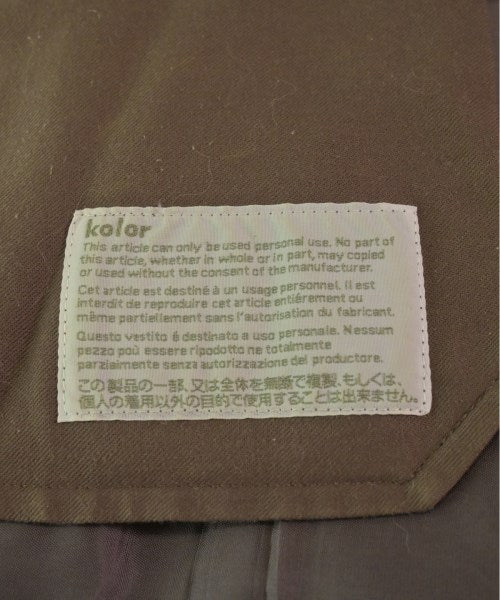 kolor
This article can only be used personal use. No part of
this article, whether in whole or in part, may copied
or used without the consent of the manufacturer.
Cet article est destiné à un usage personnel. Il est
interdit de reproduire cet article entiérement ou
même partiellement sans l'autorisation du fabricant.
Questo vestito é destinato a uso personale. Nessum
pezzo poù essere ripodotto ne totalmente
parzialmente senza autorizzazione del produttore.
この製品の一部、又は全体を無断で複製、もしくは、
個人の着用以外の目的で使用することは出来ません。